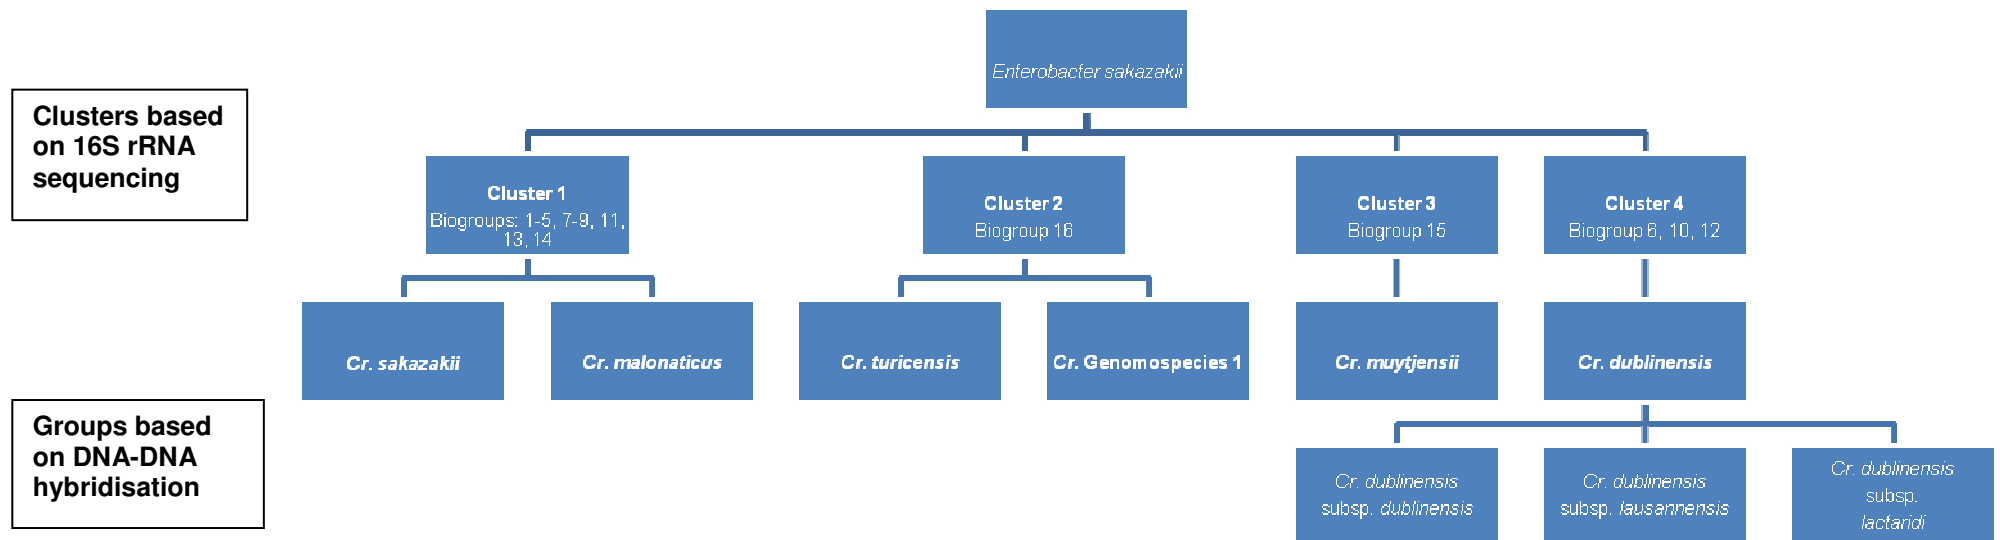 Enterobacter sakazakii
Clusters based
on 16S rRNA
sequencing
Cluster 1
Biogroups: 1-5, 7-9, 11,
13, 14
Cluster 2
Biogroup 16
Cluster 3
Biogroup 15
Cluster 4
Biogroup 6, 10, 12
Cr. sakazakii
Cr. malonaticus
Cr. turicensis
Cr. Genomospecies 1
Cr. muytjensii
Cr. dublinensis
Groups based
on DNA-DNA
hybridisation
Cr. dublinensis
subsp. dublinensis
Cr. dublinensis
subsp. lausannensis
Cr. dublinensis
subsp.
lactaridi